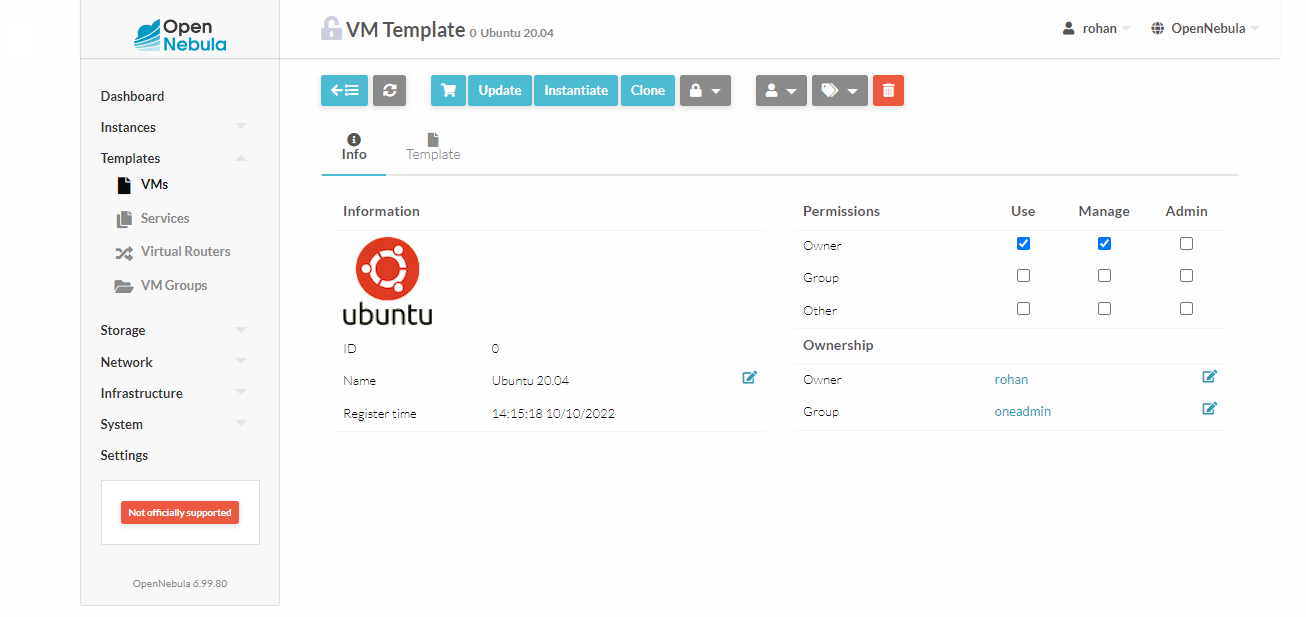 Open
Nebula
VM Template 0 Ubuntu 20.04
rohan
OpenNebula
Dashboard
Instances
Templates
VMs
Services
Virtual Routers
VM Groups
Storage
Network
Infrastructure
System
Settings
Not officially supported
OpenNebula 6.99.80
Update
Instantiate
Clone
Info
Template
Information
ubuntu
ID 0
Name Ubuntu 20.04
Register time 14:15:18 10/10/2022
Permissions Use Manage Admin
Owner
Group
Other
Ownership
Owner rohan
Group oneadmin